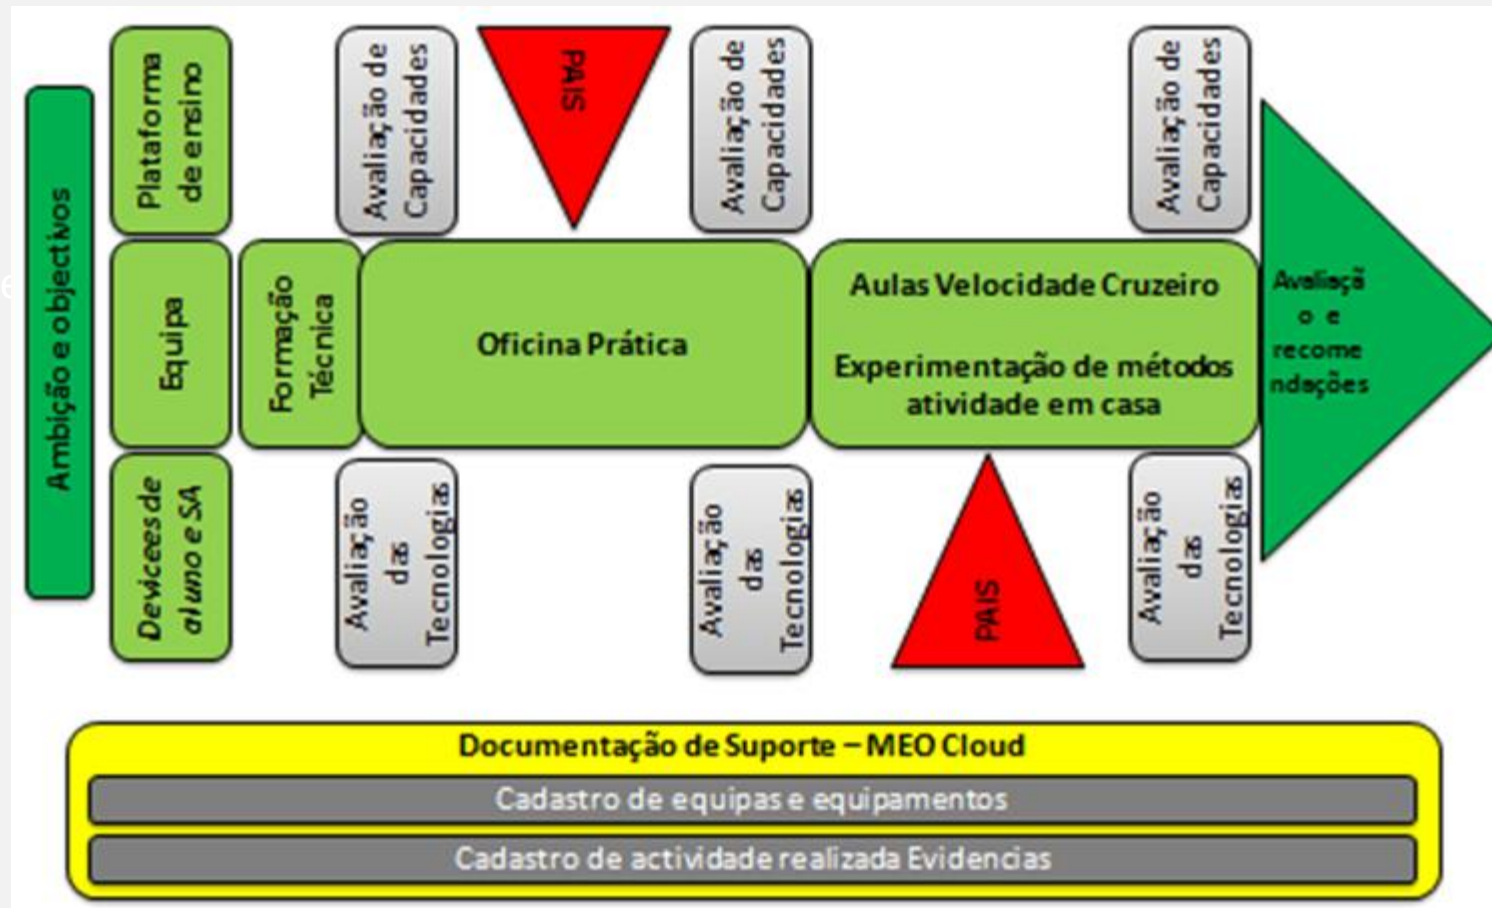 Ambição e objectivos
Plataforma
de ensino
Equipa
Devicees de
aluno e SA
Formação
Técnica
Avaliação de
Capacidades
Avaliação
das
Tecnologias
PAIS
Oficina Prática
Avaliação de
Capacidades
Avaliação
das
Tecnologias
Aulas Velocidade Cruzeiro
Experimentação de métodos
atividade em casa
PAIS
Avaliação de
Capacidades
Avaliação
das
Tecnologias
Avaliaçã
o e
recome
ndações
Documentação de Suporte – MEO Cloud
Cadastro de equipas e equipamentos
Cadastro de actividade realizada Evidencias